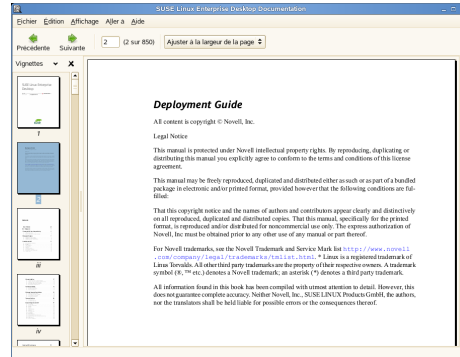 SUSE Linux Enterprise Desktop Documentation
Fichier Édition Affichage Aller à Aide
Précédente Suivante 2 (2 sur 850) Ajuster à la largeur de la page
Vignettes
SUSE Linux Enterprise
Desktop
1
2
iii
iv
Deployment Guide
All content is copyright © Novell, Inc.
Legal Notice
This manual is protected under Novell intellectual property rights. By reproducing, duplicating or
distributing this manual you explicitly agree to conform to the terms and conditions of this license
agreement.
This manual may be freely reproduced, duplicated and distributed either as such or as part of a bundled
package in electronic and/or printed format, provided however that the following conditions are ful-
filled:
That this copyright notice and the names of authors and contributors appear clearly and distinctively
on all reproduced, duplicated and distributed copies. That this manual, specifically for the printed
format, is reproduced and/or distributed for noncommercial use only. The express authorization of
Novell, Inc must be obtained prior to any other use of any manual or part thereof.
For Novell trademarks, see the Novell Trademark and Service Mark list http://www.novell
.com/company/legal/trademarks/tmlist.html. * Linux is a registered trademark of
Linus Torvalds. All other third party trademarks are the property of their respective owners. A trademark
symbol (®, ™ etc.) denotes a Novell trademark; an asterisk (*) denotes a third party trademark.
All information found in this book has been compiled with utmost attention to detail. However, this
does not guarantee complete accuracy. Neither Novell, Inc., SUSE LINUX Products GmbH, the authors,
nor the translators shall be held liable for possible errors or the consequences thereof.